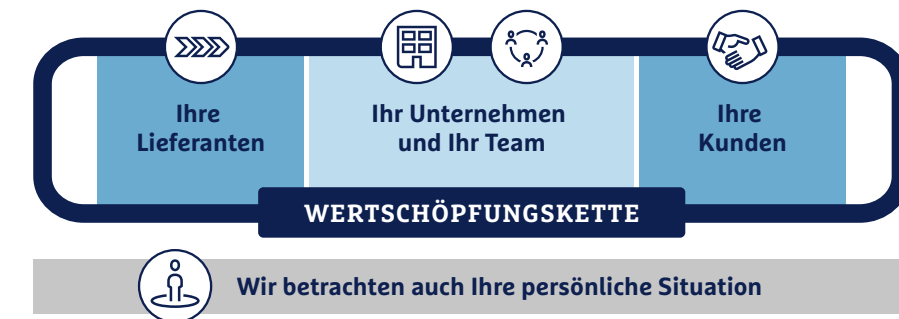 Ihre
Lieferanten
Ihr Unternehmen
und Ihr Team
Ihre
Kunden
WERTSCHÖPFUNGSKETTE
Wir betrachten auch Ihre persönliche Situation